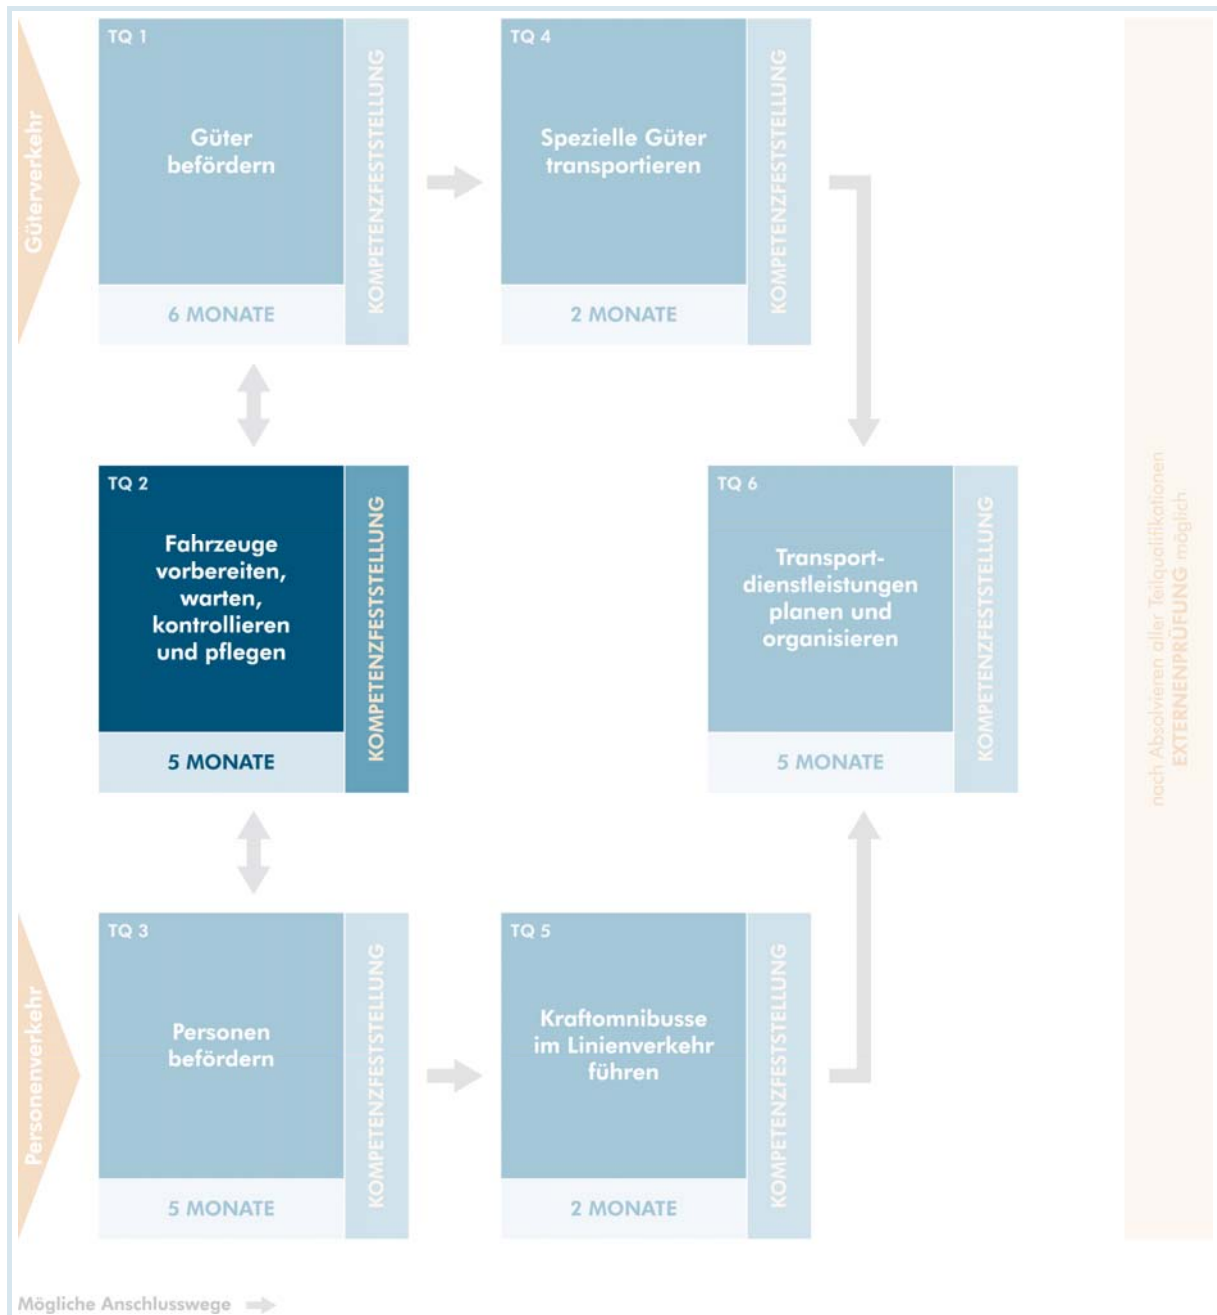 Güterverkehr
TQ 1
Güter
befördern
6 MONATE
KOMPETENZFESTSTELLUNG
TQ 4
Spezielle Güter
transportieren
2 MONATE
KOMPETENZFESTSTELLUNG
TQ 2
Fahrzeuge
vorbereiten,
warten,
kontrollieren
und pflegen
5 MONATE
KOMPETENZFESTSTELLUNG
TQ 6
Transport-
dienstleistungen
planen und
organisieren
5 MONATE
KOMPETENZFESTSTELLUNG
nach Absolvieren aller Teilqualifikationen
EXTERNENPRÜFUNG möglich
Personenverkehr
TQ 3
Personen
befördern
5 MONATE
KOMPETENZFESTSTELLUNG
TQ 5
Kraftomnibusse
im Linienverkehr
führen
2 MONATE
KOMPETENZFESTSTELLUNG
Mögliche Anschlusswege